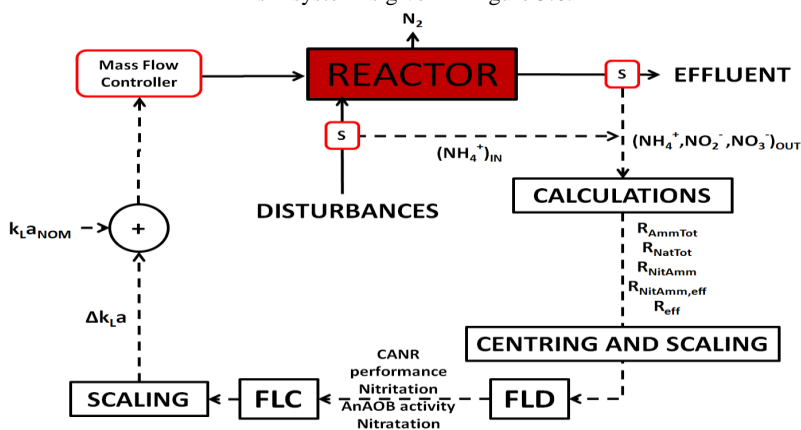 N₂
Mass Flow
Controller
REACTOR
S
EFFLUENT
S
(NH₄⁺)IN
(NH₄⁺,NO₂⁻,NO₃⁻)OUT
DISTURBANCES
CALCULATIONS
kLaNOM
+
RAmmTot
RNatTot
RNitAmm
RNitAmm,eff
Reff
ΔkLa
CENTRING AND SCALING
CANR
performance
Nitritation
AnAOB activity
Nitratation
SCALING
FLC
FLD